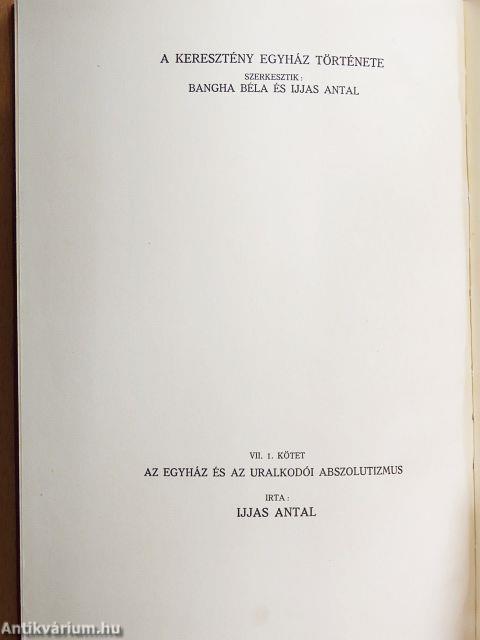 A KERESZTÉNY EGYHÁZ TÖRTÉNETE
SZERKESZTIK:
BANGHA BÉLA ÉS IJJAS ANTAL
VII. 1. KÖTET
AZ EGYHÁZ ÉS AZ URALKODÓI ABSZOLUTIZMUS
IRTA:
IJJAS ANTAL
Antikvárium.hu